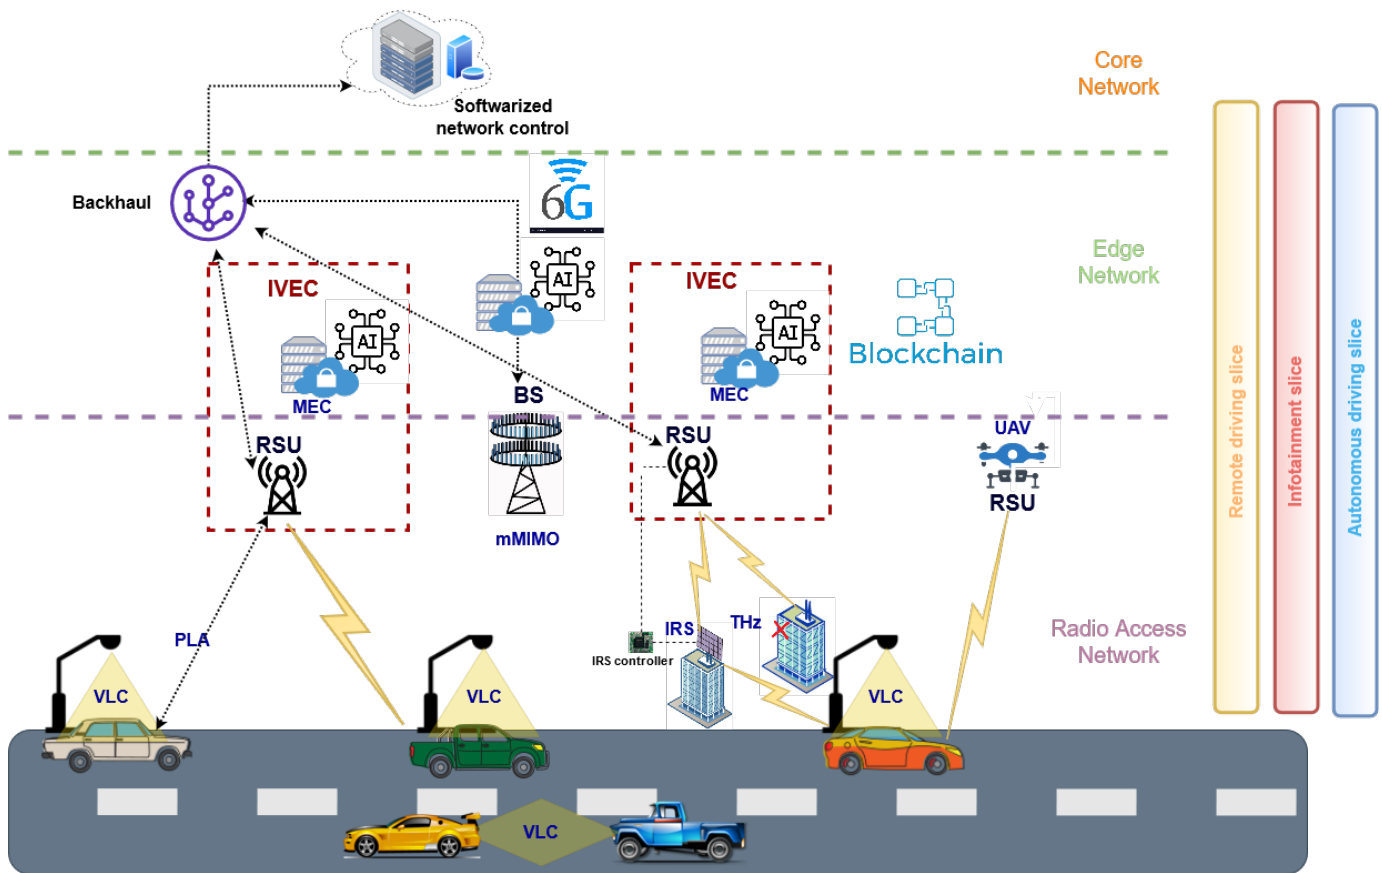 Core
Network
Softwarized
network control
Backhaul
6G
Edge
Network
IVEC
AI
MEC
AI
IVEC
AI
MEC
Blockchain
BS
RSU
RSU
UAV
RSU
mMIMO
Remote driving slice
Infotainment slice
Autonomous driving slice
PLA
IRS
THz
IRS controller
Radio Access
Network
VLC
VLC
VLC
VLC